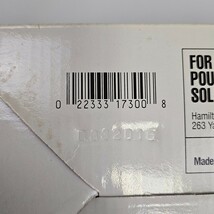 0 22333 17300 8
FOR
POU
SOL
Hamilt
263 Ya
Made